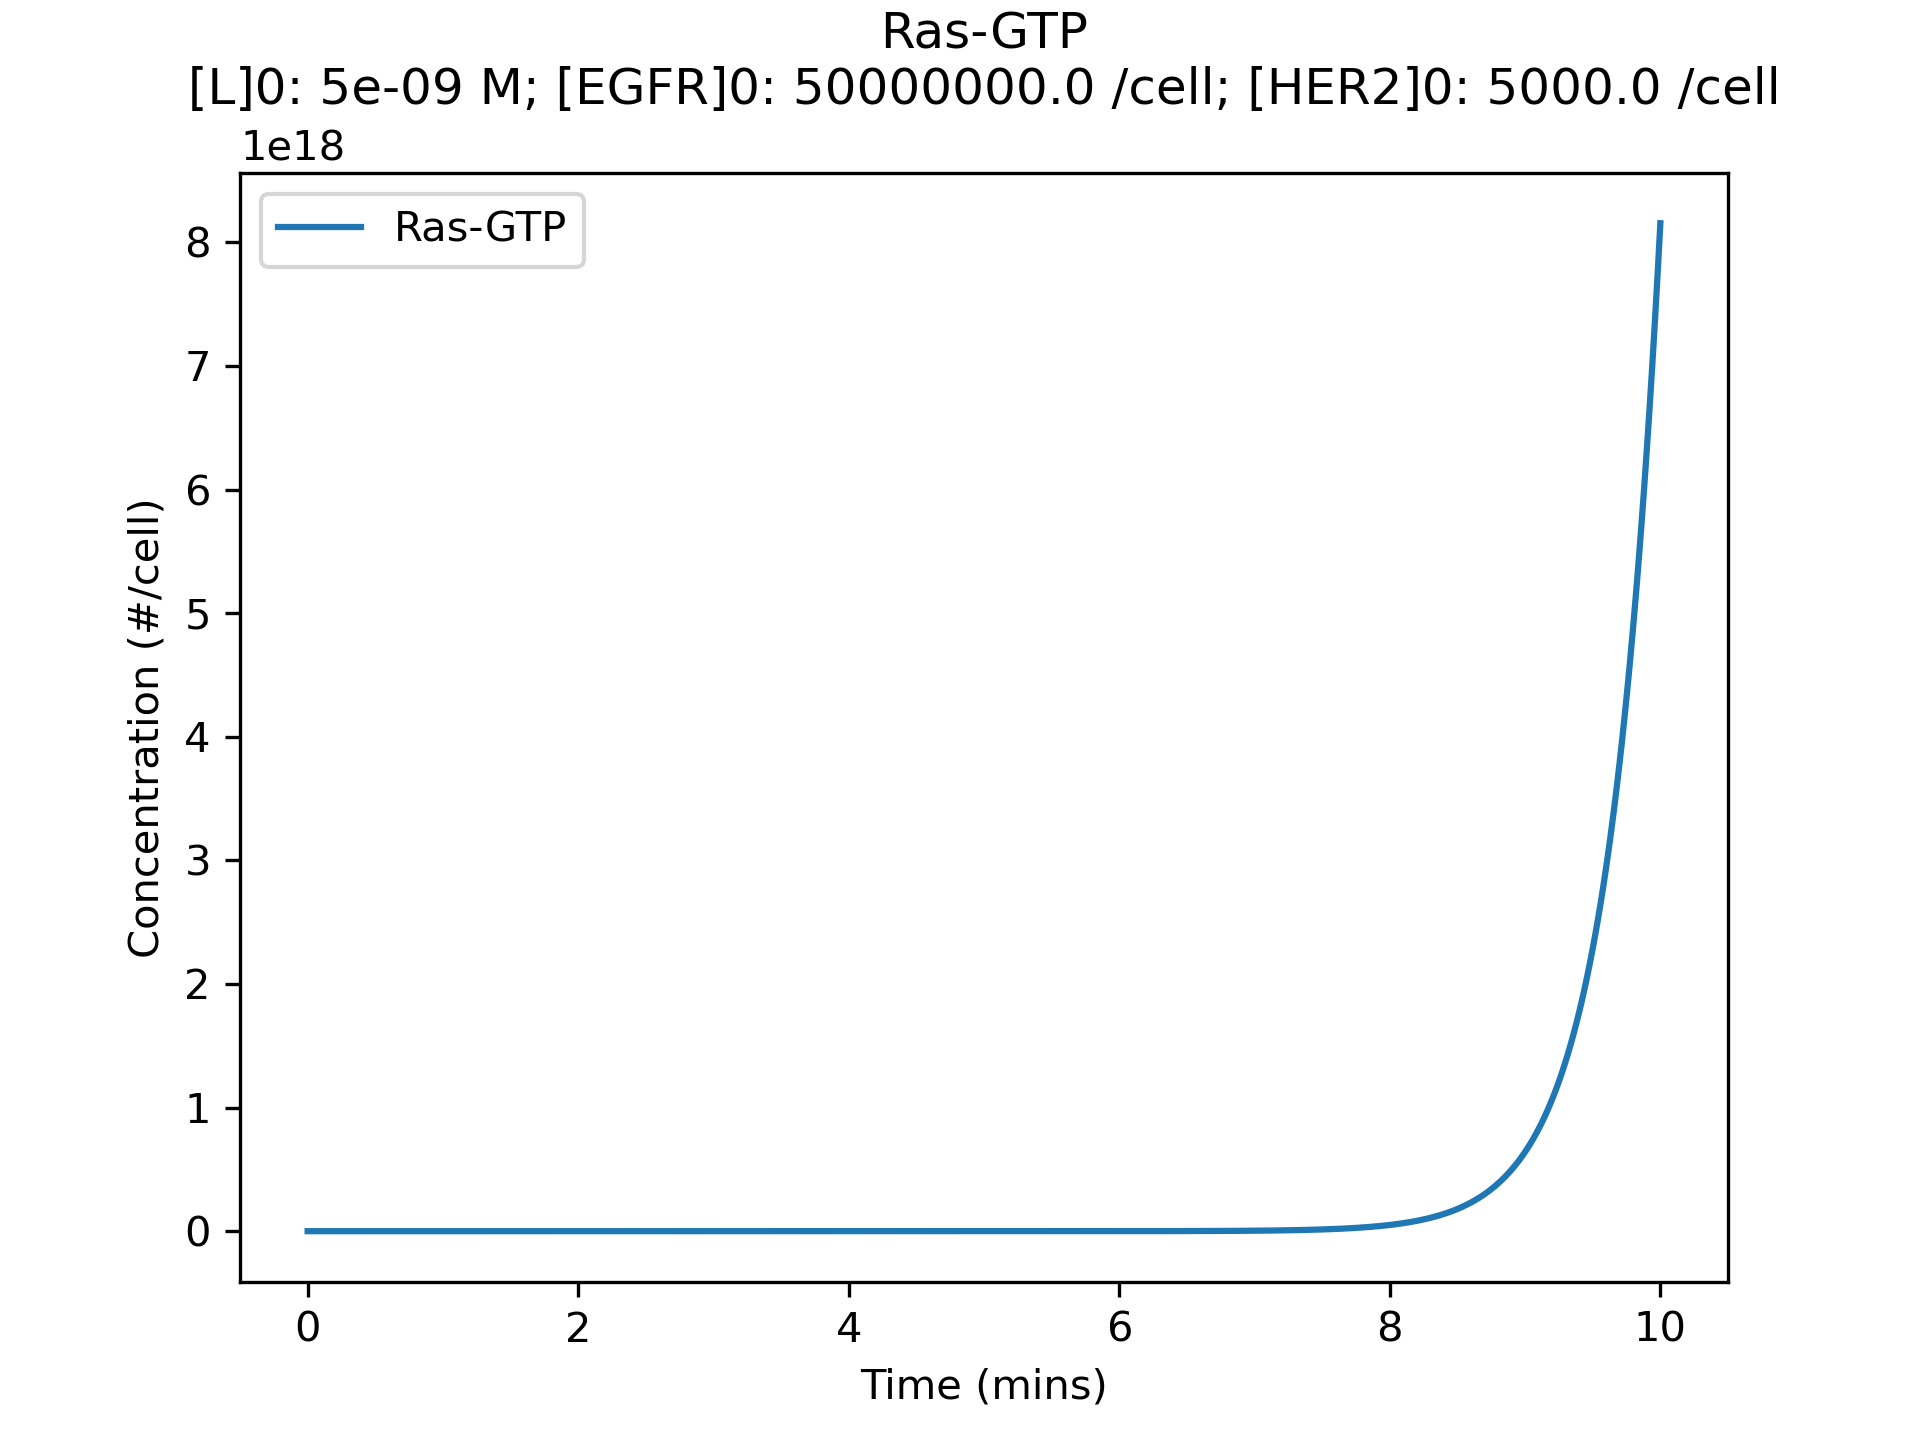 Ras-GTP
[L]0: 5e-09 M; [EGFR]0: 50000000.0 /cell; [HER2]0: 5000.0 /cell
1e18
Ras-GTP
8
7
6
5
4
3
2
1
0
Concentration (#/cell)
0 2 4 6 8 10
Time (mins)